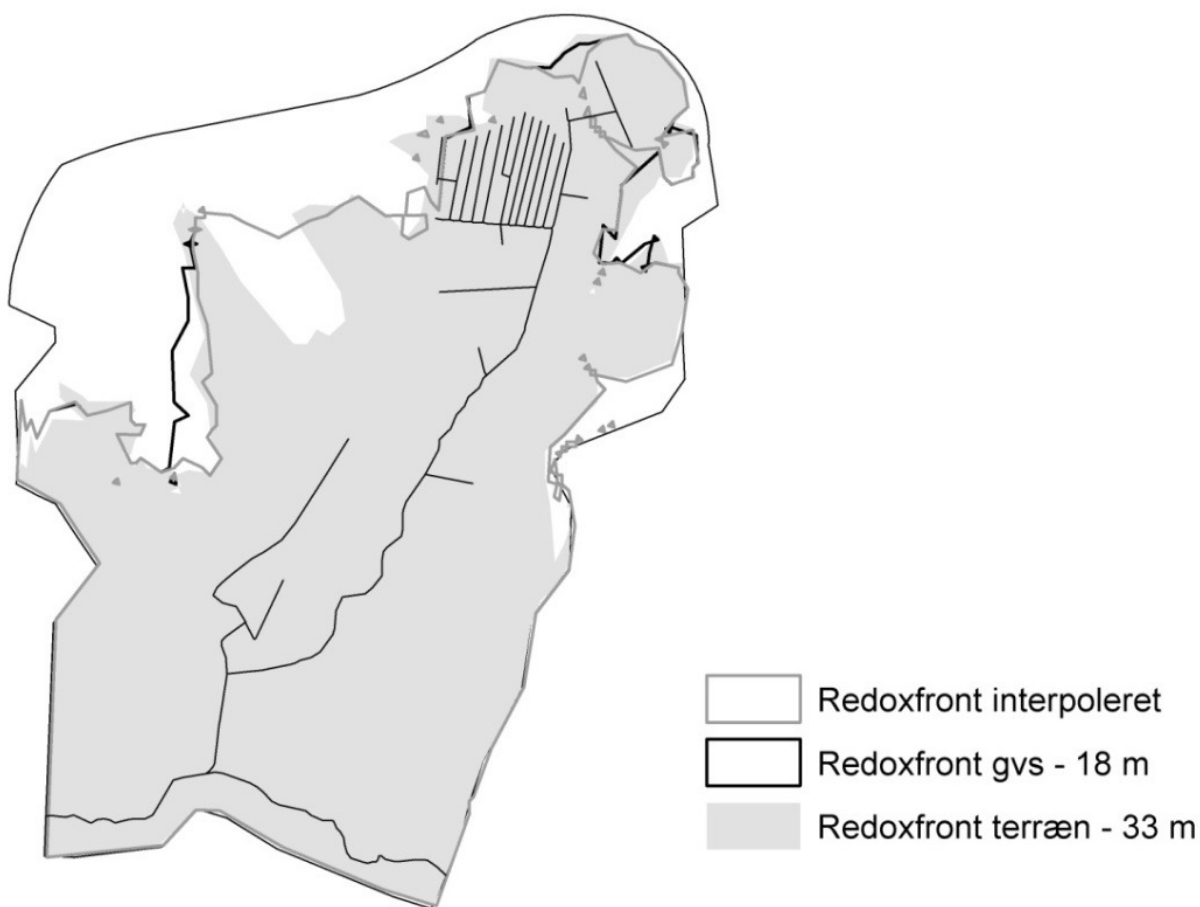 Redoxfront interpoleret
Redoxfront gvs - 18 m
Redoxfront terræn - 33 m